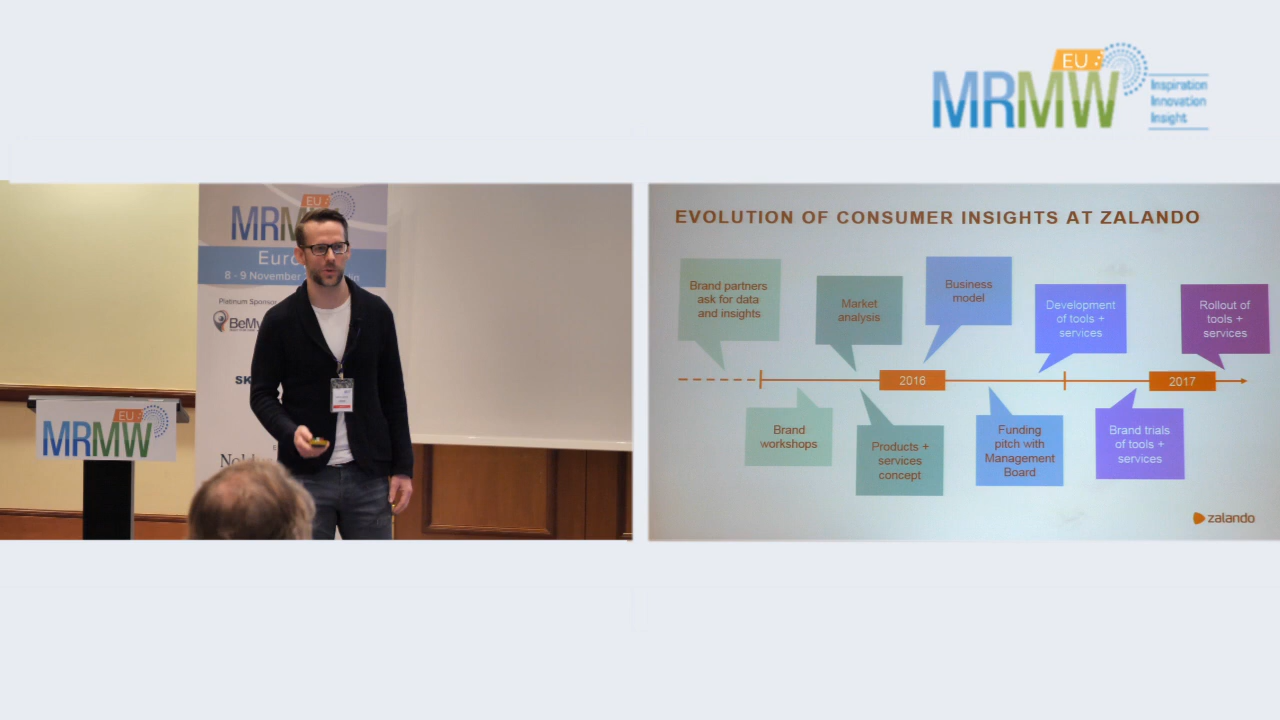 EU
MRMW
Inspiration
Innovation
Insight
EU
MRM
Euro
8 - 9 November
Platinum Sponsor
BeMy
SK
EU
MRMW
EVOLUTION OF CONSUMER INSIGHTS AT ZALANDO
Brand partners
ask for data
and insights
Market
analysis
Business
model
Development
of tools +
services
Rollout of
tools +
services
2016
2017
Brand
workshops
Products +
services
concept
Funding
pitch with
Management
Board
Brand trials
of tools +
services
zalando